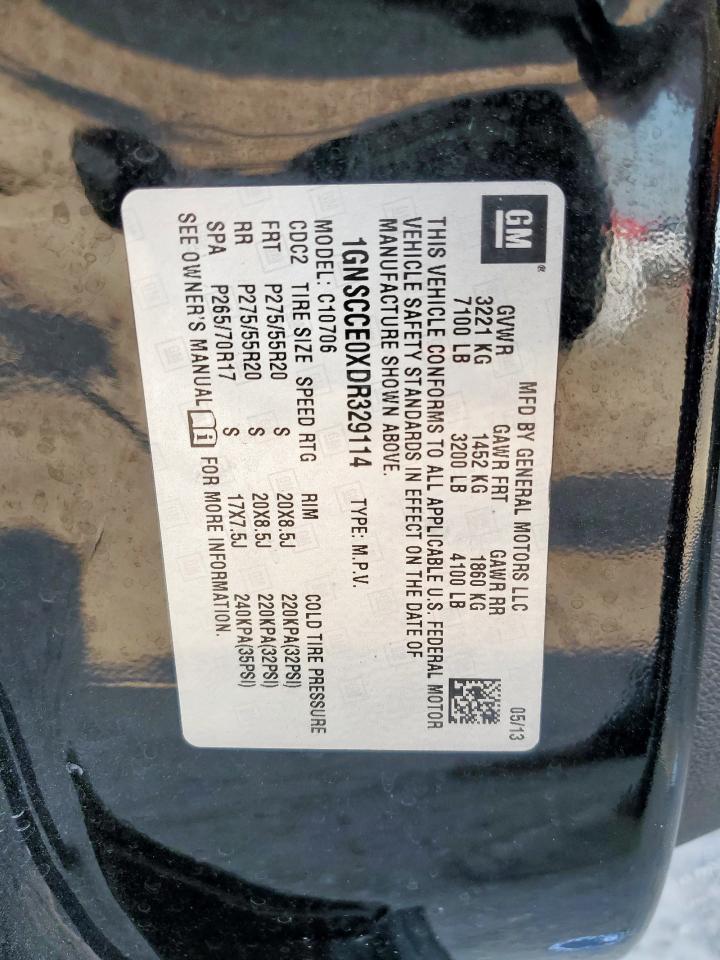 GM®
MFD BY GENERAL MOTORS LLC 05/13
GVWR GAWR FRT GAWR RR
3221 KG 1452 KG 1860 KG
7100 LB 3200 LB 4100 LB
THIS VEHICLE CONFORMS TO ALL APPLICABLE U.S. FEDERAL MOTOR
VEHICLE SAFETY STANDARDS IN EFFECT ON THE DATE OF
MANUFACTURE SHOWN ABOVE.
1GNSCCE0XDR329114 TYPE: M.P.V.
MODEL: C10706
CDC2 TIRE SIZE SPEED RTG RIM COLD TIRE PRESSURE
FRT P275/55R20 S 20X8.5J 220KPA(32PSI)
RR P275/55R20 S 20X8.5J 220KPA(32PSI)
SPA P265/70R17 S 17X7.5J 240KPA(35PSI)
SEE OWNER'S MANUAL FOR MORE INFORMATION.